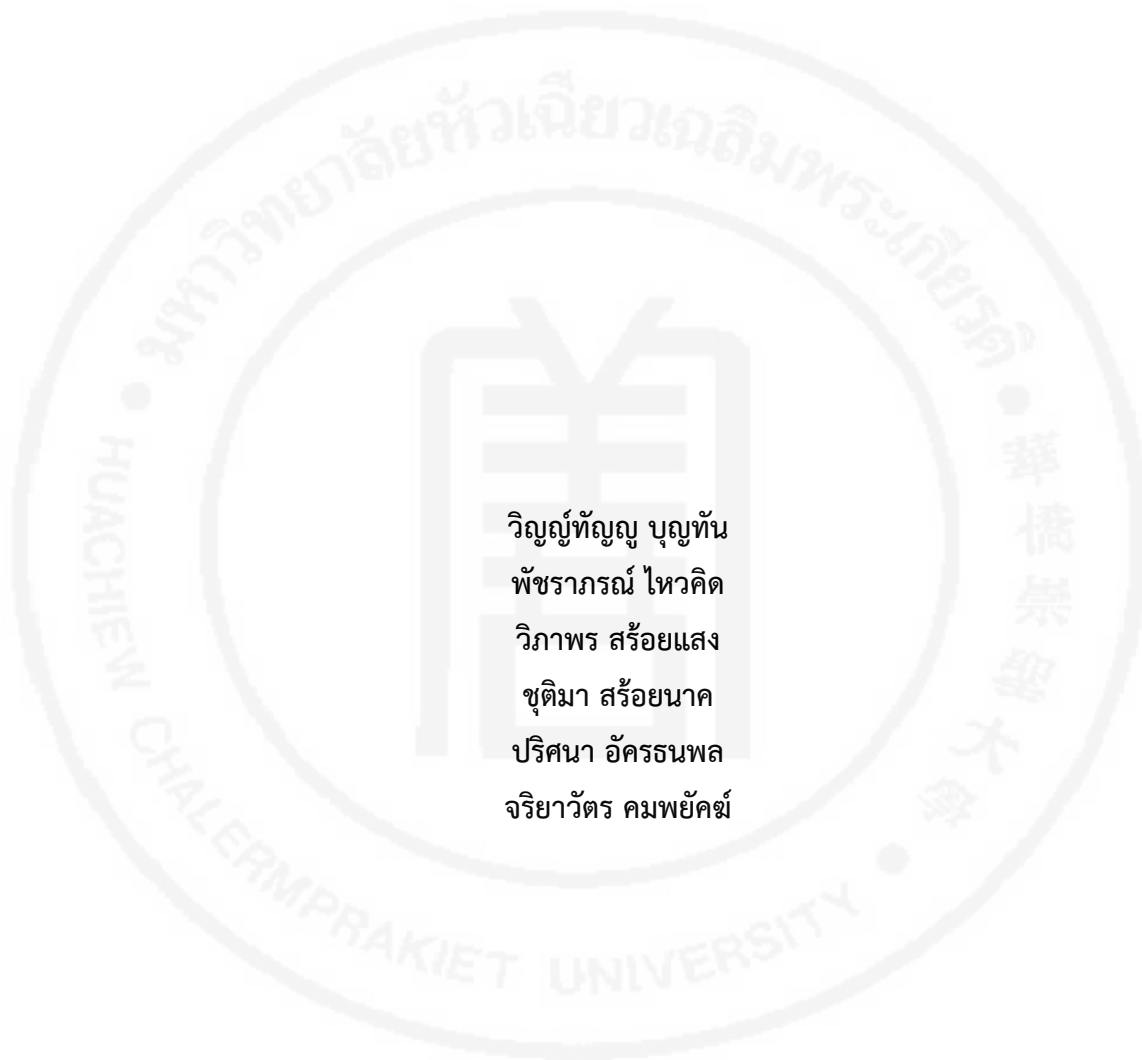 มหาวิทยาลัยหัวเฉียวเฉลิมพระเกียรติ
วิญญ์ทัญญู บุญทัน
พัชราภรณ์ ไหวคิด
วิภาพร สร้อยแสง
ชุติมา สร้อยนาค
ปริศนา อัครธนพล
จริยาวัตร คมพยัคฆ์
華僑崇聖大學
HUACHIEW CHALERMPRAKIET UNIVERSITY